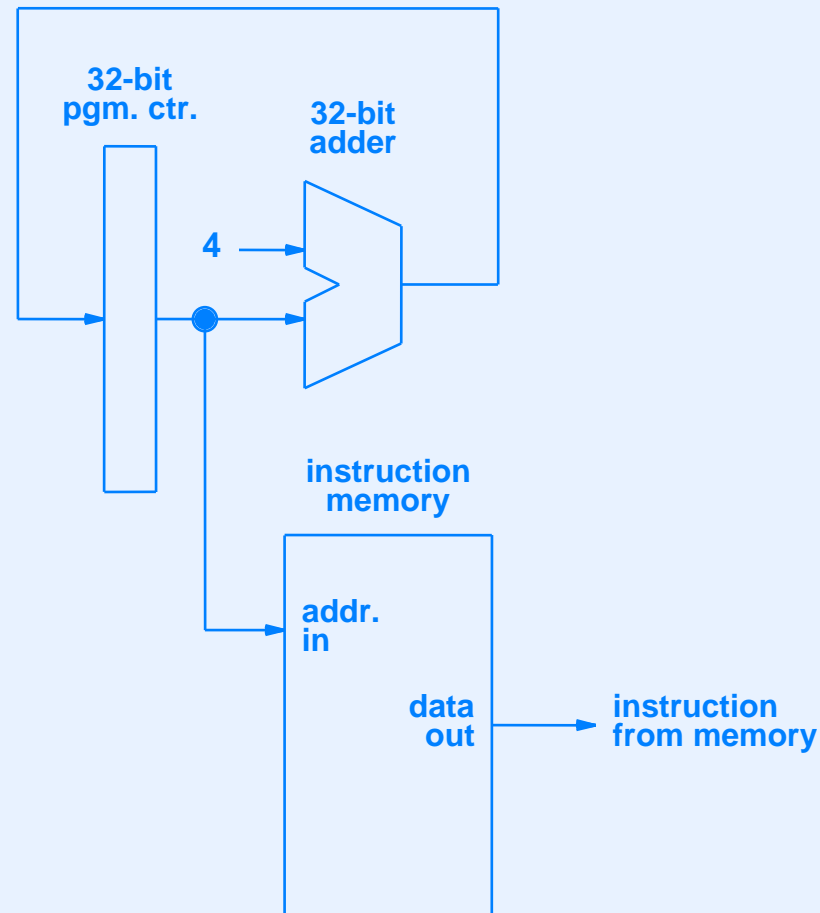 32-bit
pgm. ctr.
32-bit
adder
4
instruction
memory
addr.
in
data
out
instruction
from memory